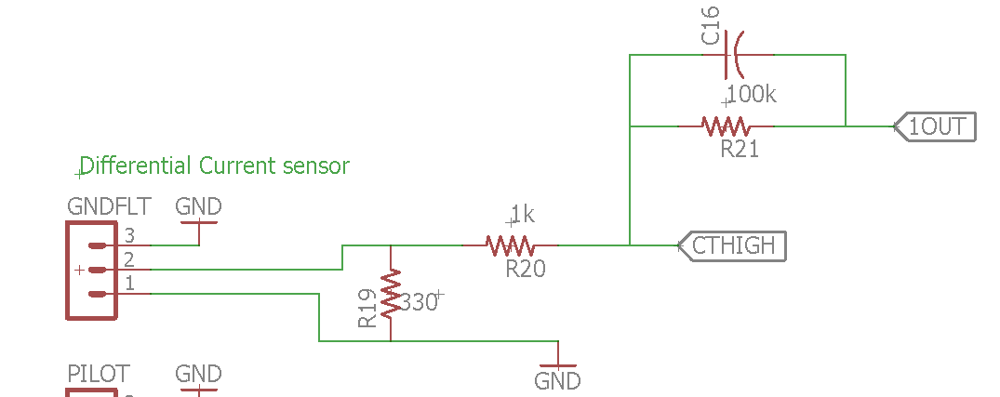 C16
100k
1OUT
R21
Differential Current sensor
GNDFLT
GND
1k
3
2
CTHIGH
R20
1
R19
330
PILOT
GND
GND